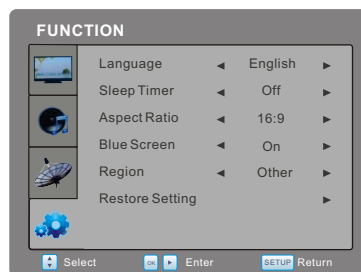 FUNCTION
Language English
Sleep Timer Off
Aspect Ratio 16:9
Blue Screen On
Region Other
Restore Setting
Select OK Enter SETUP Return